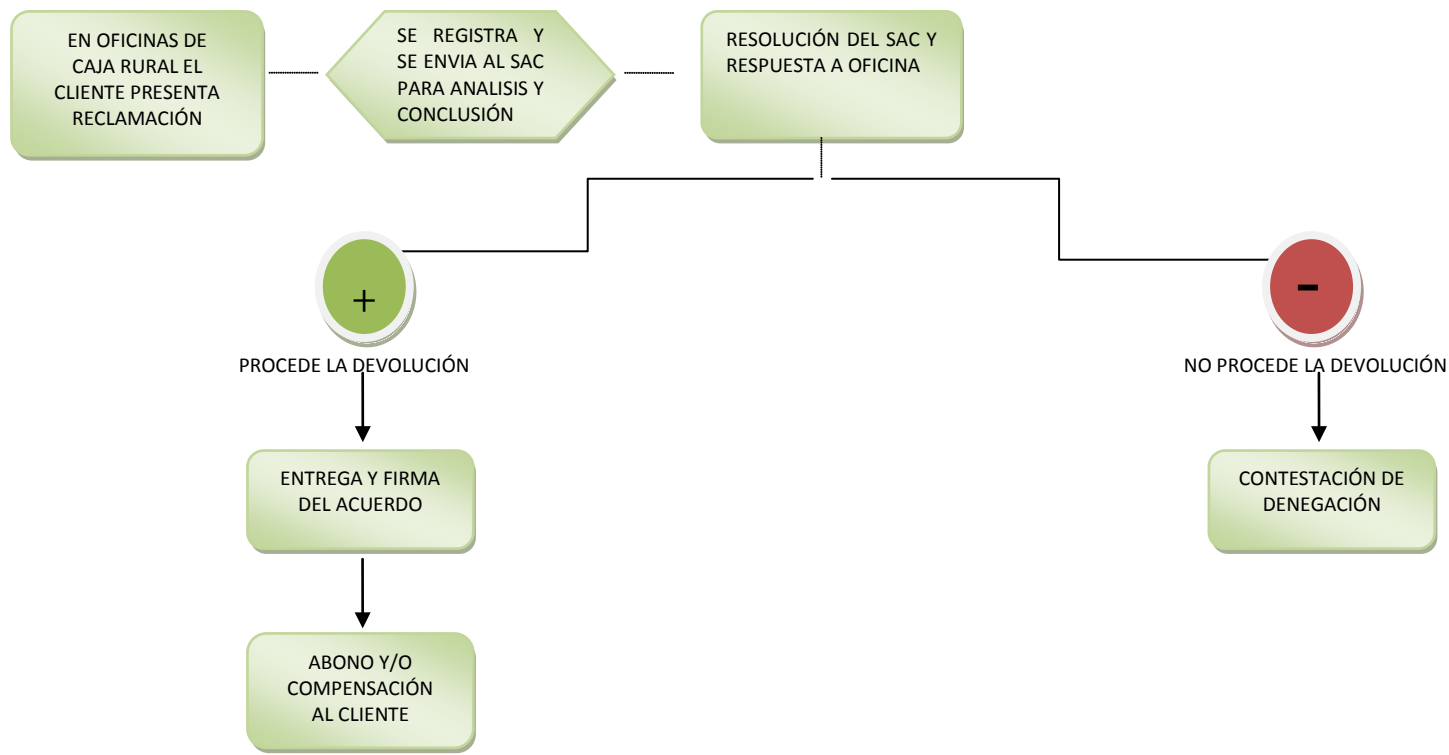 EN OFICINAS DE
CAJA RURAL EL
CLIENTE PRESENTA
RECLAMACIÓN
SE REGISTRA Y
SE ENVIA AL SAC
PARA ANALISIS Y
CONCLUSIÓN
RESOLUCIÓN DEL SAC Y
RESPUESTA A OFICINA
+
PROCEDE LA DEVOLUCIÓN
-
NO PROCEDE LA DEVOLUCIÓN
ENTREGA Y FIRMA
DEL ACUERDO
CONTESTACIÓN DE
DENEGACIÓN
ABONO Y/O
COMPENSACIÓN
AL CLIENTE